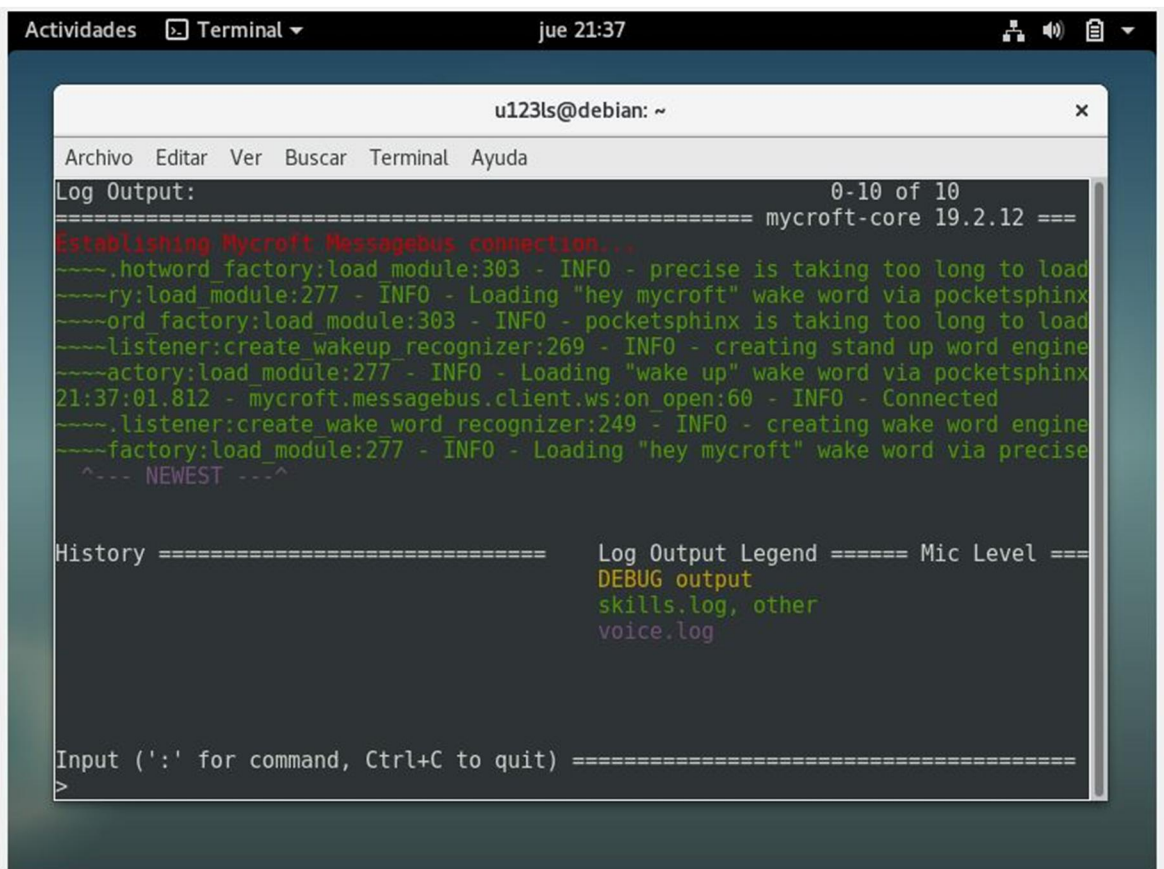 Actividades Terminal jue 21:37
u123ls@debian: ~ ×
Archivo Editar Ver Buscar Terminal Ayuda
Log Output: 0-10 of 10
====================================================== mycroft-core 19.2.12 ===
Establishing Mycroft Messagebus connection...
~~~~.hotword_factory:load_module:303 - INFO - precise is taking too long to load
~~~~ry:load_module:277 - INFO - Loading "hey mycroft" wake word via pocketsphinx
~~~~ord_factory:load_module:303 - INFO - pocketsphinx is taking too long to load
~~~~listener:create_wakeup_recognizer:269 - INFO - creating stand up word engine
~~~~actory:load_module:277 - INFO - Loading "wake up" wake word via pocketsphinx
21:37:01.812 - mycroft.messagebus.client.ws:on_open:60 - INFO - Connected
~~~~.listener:create_wake_word_recognizer:249 - INFO - creating wake word engine
~~~~factory:load_module:277 - INFO - Loading "hey mycroft" wake word via precise
^--- NEWEST ---^
History ============================== Log Output Legend ====== Mic Level ===
DEBUG output
skills.log, other
voice.log
Input (':' for command, Ctrl+C to quit) =======================================
>